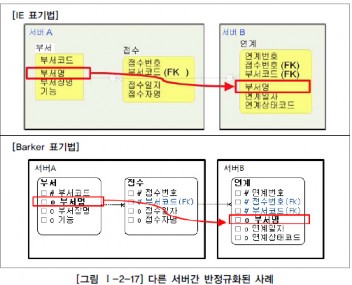 [IE 표기법]
서버 A
서버 B
부서
부서코드
부서명
부서장명
기능
접수
접수번호
부서코드 (FK )
접수일자
접수자명
연계
연계번호
접수번호 (FK)
부서코드 (FK)
부서명
연계일사
연계상태코드
[Barker 표기법]
서버A
서버B
부서
□ # 부서코드
□ o 부서명
□ o 부서장명
□ o 기능
접수
□ # 접수번호
□ # 부서코드(FK)
□ o 접수일자
□ o 접수자명
연계
□ # 연계번호
□ # 접수번호(FK)
□ # 부서코드(FK)
□ o 부서명
□ o 연계일지
□ o 연계상태코드
[그림 Ⅰ-2-17] 다른 서버간 반정규화된 사례